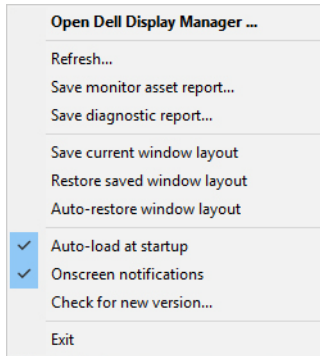 Open Dell Display Manager ...
Refresh...
Save monitor asset report...
Save diagnostic report...
Save current window layout
Restore saved window layout
Auto-restore window layout
Auto-load at startup
Onscreen notifications
Check for new version...
Exit